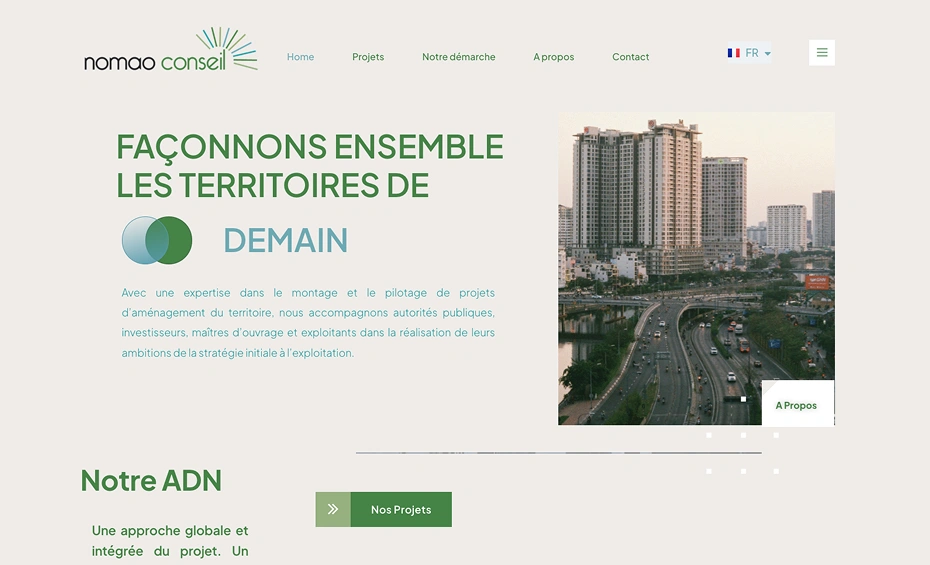 nomao conseil
Home
Projets
Notre démarche
A propos
Contact
FR
FAÇONNONS ENSEMBLE
LES TERRITOIRES DE
DEMAIN
Avec une expertise dans le montage et le pilotage de projets
d'aménagement du territoire, nous accompagnons autorités publiques,
investisseurs, maîtres d'ouvrage et exploitants dans la réalisation de leurs
ambitions de la stratégie initiale à l'exploitation.
A Propos
Notre ADN
Nos Projets
Une approche globale et
intégrée du projet. Un